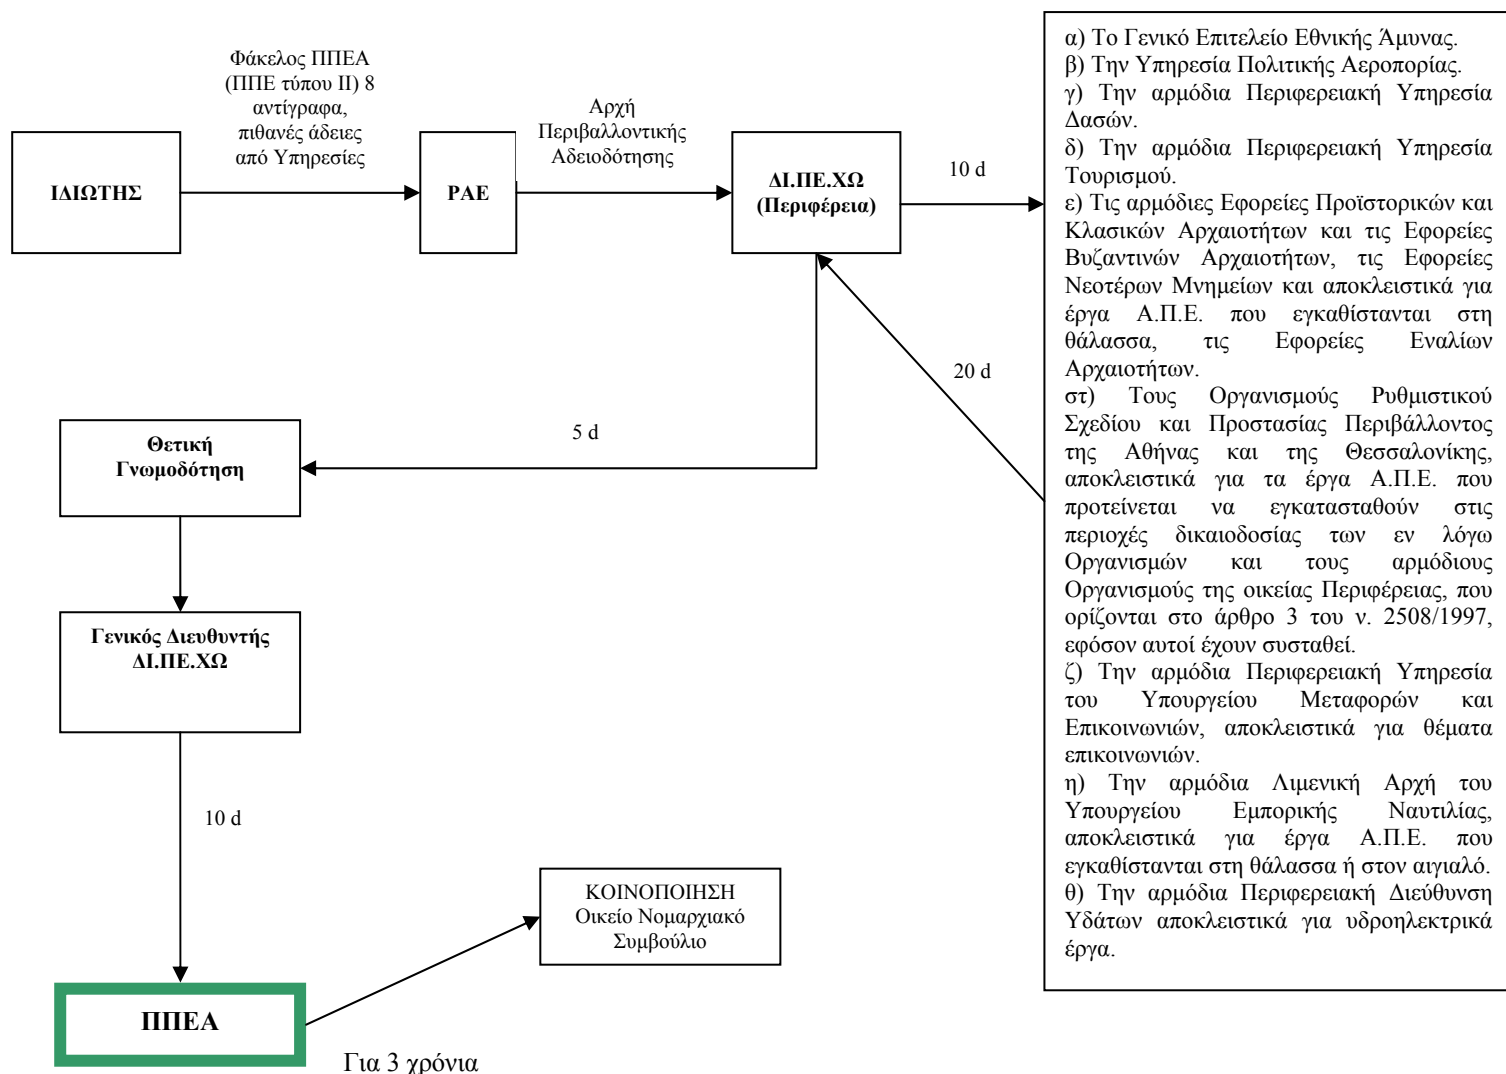 Φάκελος ΠΠΕΑ
(ΠΠΕ τύπου ΙΙ) 8
αντίγραφα,
πιθανές άδειες
από Υπηρεσίες
ΙΔΙΩΤΗΣ
ΡΑΕ
Αρχή
Περιβαλλοντικής
Αδειοδότησης
ΔΙ.ΠΕ.ΧΩ
(Περιφέρεια)
10 d
α) Το Γενικό Επιτελείο Εθνικής Άμυνας.
β) Την Υπηρεσία Πολιτικής Αεροπορίας.
γ) Την αρμόδια Περιφερειακή Υπηρεσία
Δασών.
δ) Την αρμόδια Περιφερειακή Υπηρεσία
Τουρισμού.
ε) Τις αρμόδιες Εφορείες Προϊστορικών και
Κλασικών Αρχαιοτήτων και τις Εφορείες
Βυζαντινών Αρχαιοτήτων, τις Εφορείες
Νεοτέρων Μνημείων και αποκλειστικά για
έργα Α.Π.Ε. που εγκαθίστανται στη
θάλασσα, τις Εφορείες Εναλίων
Αρχαιοτήτων.
στ) Τους Οργανισμούς Ρυθμιστικού
Σχεδίου και Προστασίας Περιβάλλοντος
της Αθήνας και της Θεσσαλονίκης,
αποκλειστικά για τα έργα Α.Π.Ε. που
προτείνεται να εγκατασταθούν στις
περιοχές δικαιοδοσίας των εν λόγω
Οργανισμών και τους αρμόδιους
Οργανισμούς της οικείας Περιφέρειας, που
ορίζονται στο άρθρο 3 του ν. 2508/1997,
εφόσον αυτοί έχουν συσταθεί.
ζ) Την αρμόδια Περιφερειακή Υπηρεσία
του Υπουργείου Μεταφορών και
Επικοινωνιών, αποκλειστικά για θέματα
επικοινωνιών.
η) Την αρμόδια Λιμενική Αρχή του
Υπουργείου Εμπορικής Ναυτιλίας,
αποκλειστικά για έργα Α.Π.Ε. που
εγκαθίστανται στη θάλασσα ή στον αιγιαλό.
θ) Την αρμόδια Περιφερειακή Διεύθυνση
Υδάτων αποκλειστικά για υδροηλεκτρικά
έργα.
20 d
5 d
Θετική
Γνωμοδότηση
Γενικός Διευθυντής
ΔΙ.ΠΕ.ΧΩ
10 d
ΚΟΙΝΟΠΟΙΗΣΗ
Οικείο Νομαρχιακό
Συμβούλιο
ΠΠΕΑ
Για 3 χρόνια